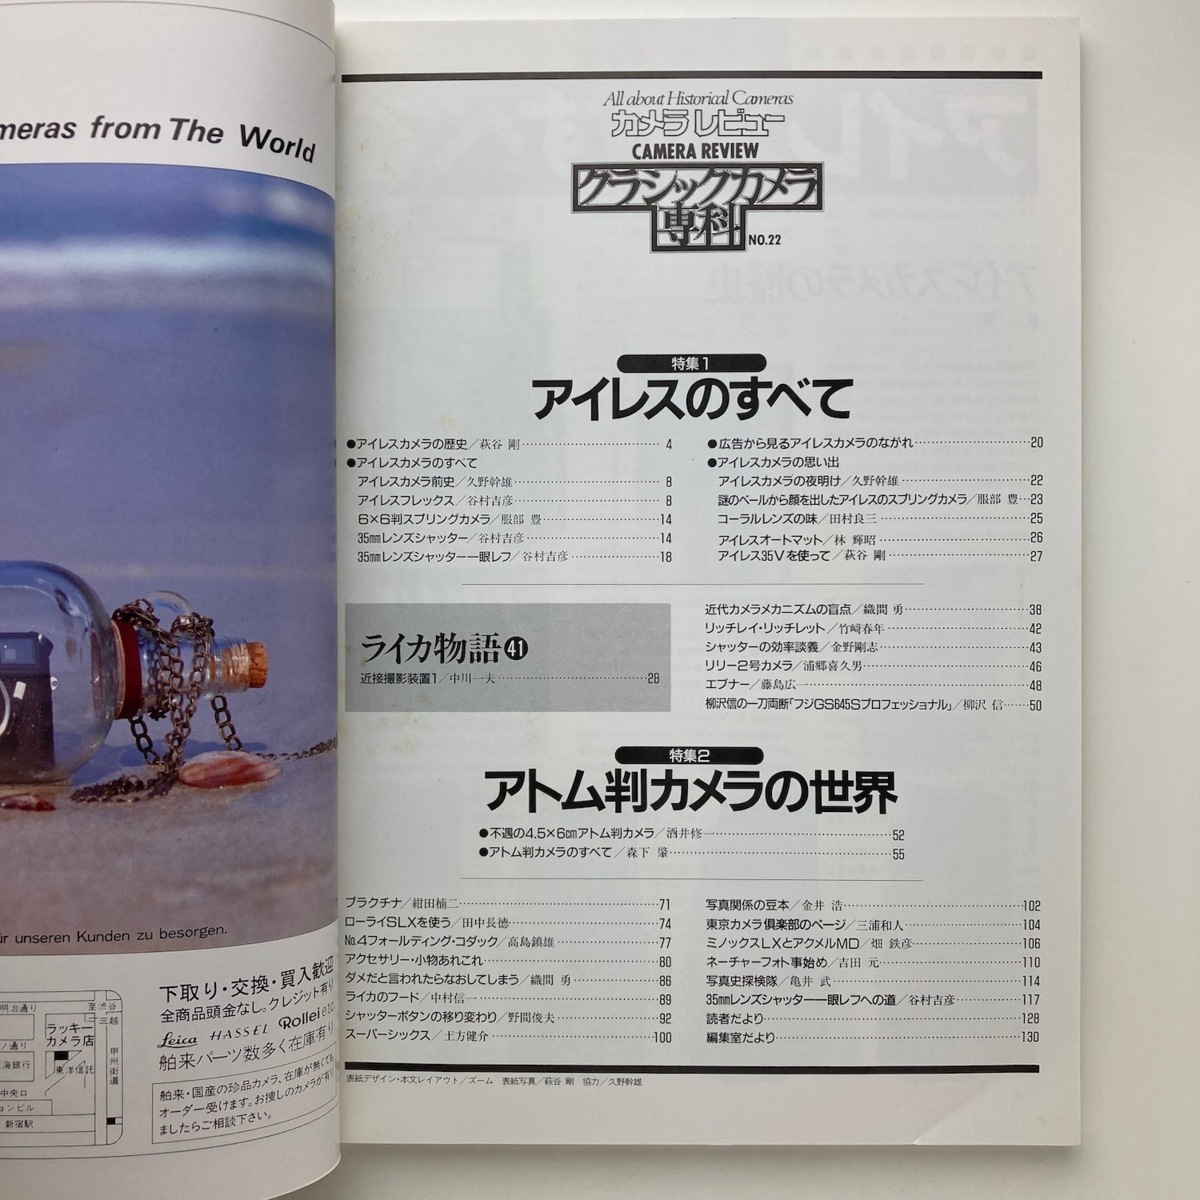 meras from The World
ür unseren Kunden zu besorgen.
下取り・交換・買入歓迎
全商品頭金なし。クレジット有り
Leica HASSEL Rollei etc
舶来パーツ数多く在庫有り
舶来・国産の珍品カメラ、在庫が無くても
オーダー受けます。お捜しのカメラが有り
ましたらご相談下さい。
明治通り
至渋谷
三越
ラッキー
カメラ店
東洋信託
甲州街道
海銀行
中央口
新宿駅
All about Historical Cameras
カメラレビュー
CAMERA REVIEW
クラシックカメラ
専科
NO.22
特集1
アイレスのすべて
●アイレスカメラの歴史／萩谷 剛 4
●アイレスカメラのすべて
アイレスカメラ前史／久野幹雄 8
アイレスフレックス／谷村吉彦 8
6×6判スプリングカメラ／服部 豊 14
35㎜レンズシャッター／谷村吉彦 14
35㎜レンズシャッター一眼レフ／谷村吉彦 18
●広告から見るアイレスカメラのながれ 20
●アイレスカメラの思い出
アイレスカメラの夜明け／久野幹雄 22
謎のベールから顔を出したアイレスのスプリングカメラ／服部 豊 23
コーラルレンズの味／田村良三 25
アイレスオートマット／林 輝昭 26
アイレス35Ⅴを使って／萩谷 剛 27
ライカ物語㊶
近接撮影装置1／中川一夫 28
近代カメラメカニズムの盲点／織間 勇 38
リッチレイ・リッチレット／竹﨑春年 42
シャッターの効率談義／金野剛志 43
リリー2号カメラ／浦郷喜久男 46
エプナー／藤島広一 48
柳沢信の一刀両断「フジGS645Sプロフェッショナル」／柳沢 信 50
特集2
アトム判カメラの世界
●不遇の4.5×6㎝アトム判カメラ／酒井修一 52
●アトム判カメラのすべて／森下 肇 55
プラクチナ／紺田楠二 71
ローライSLXを使う／田中長徳 74
No.4フォールディング・コダック／高島鎮雄 77
アクセサリー・小物あれこれ 80
ダメだと言われたらなおしてしまう／織間 勇 86
ライカのフード／中村信一 89
シャッターボタンの移り変わり／野間俊夫 92
スーパーシックス／土方健介 100
写真関係の豆本／金井 浩 102
東京カメラ倶楽部のページ／三浦和人 104
ミノックスLXとアクメルMD／畑 鉄彦 106
ネーチャーフォト事始め／吉田 元 110
写真史探検隊／亀井 武 114
35㎜レンズシャッター一眼レフへの道／谷村吉彦 117
読者だより 128
編集室だより 130
表紙デザイン・本文レイアウト／ズーム 表紙写真／萩谷 剛 協力／久野幹雄